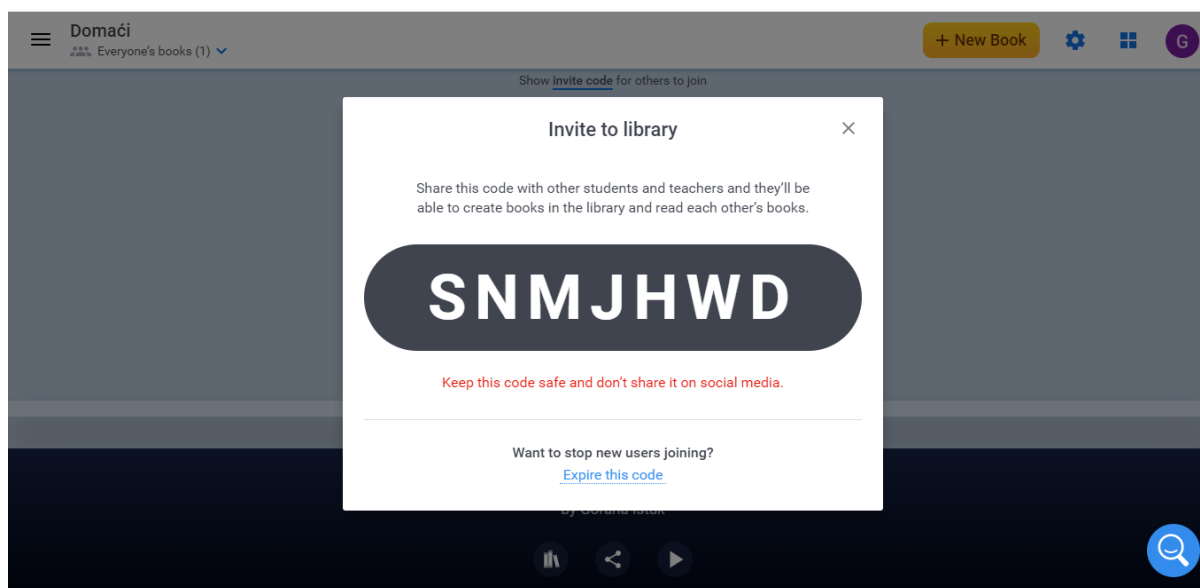 Domaći
Everyone's books (1)
+ New Book
G
Show invite code for others to join
Invite to library
Share this code with other students and teachers and they'll be
able to create books in the library and read each other's books.
SNMJHWD
Keep this code safe and don't share it on social media.
Want to stop new users joining?
Expire this code